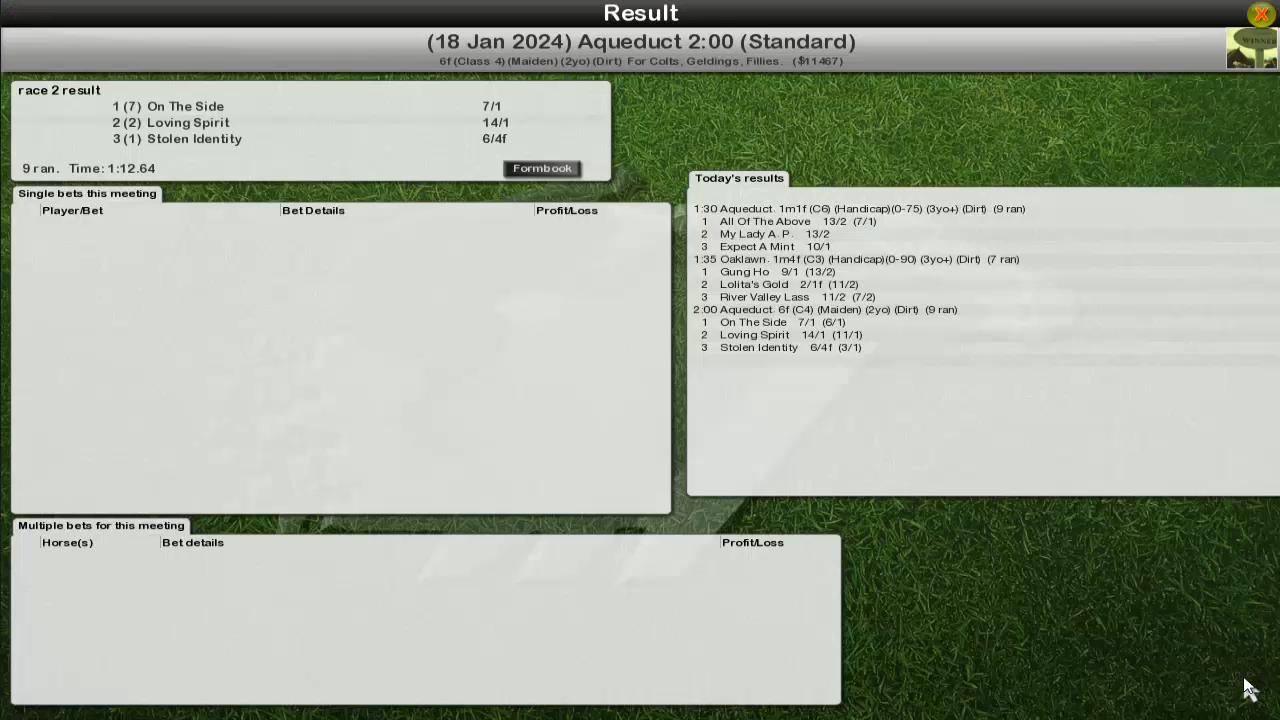 Result
(18 Jan 2024) Aqueduct 2:00 (Standard)
6f (Class 4) (Maiden) (2yo) (Dirt) For Colts, Geldings, Fillies. ($11467)
WINNER
race 2 result
1 (7) On The Side 7/1
2 (2) Loving Spirit 14/1
3 (1) Stolen Identity 6/4f
9 ran. Time: 1:12.64
Formbook
Single bets this meeting
Player/Bet Bet Details Profit/Loss
Today's results
1:30 Aqueduct. 1m1f (C6) (Handicap)(0-75) (3yo+) (Dirt) (9 ran)
1 All Of The Above 13/2 (7/1)
2 My Lady A. P. 13/2
3 Expect A Mint 10/1
1:35 Oaklawn. 1m4f (C3) (Handicap)(0-90) (3yo+) (Dirt) (7 ran)
1 Gung Ho 9/1 (13/2)
2 Lolita's Gold 2/1f (11/2)
3 River Valley Lass 11/2 (7/2)
2:00 Aqueduct. 6f (C4) (Maiden) (2yo) (Dirt) (9 ran)
1 On The Side 7/1 (6/1)
2 Loving Spirit 14/1 (11/1)
3 Stolen Identity 6/4f (3/1)
Multiple bets for this meeting
Horse(s) Bet details Profit/Loss